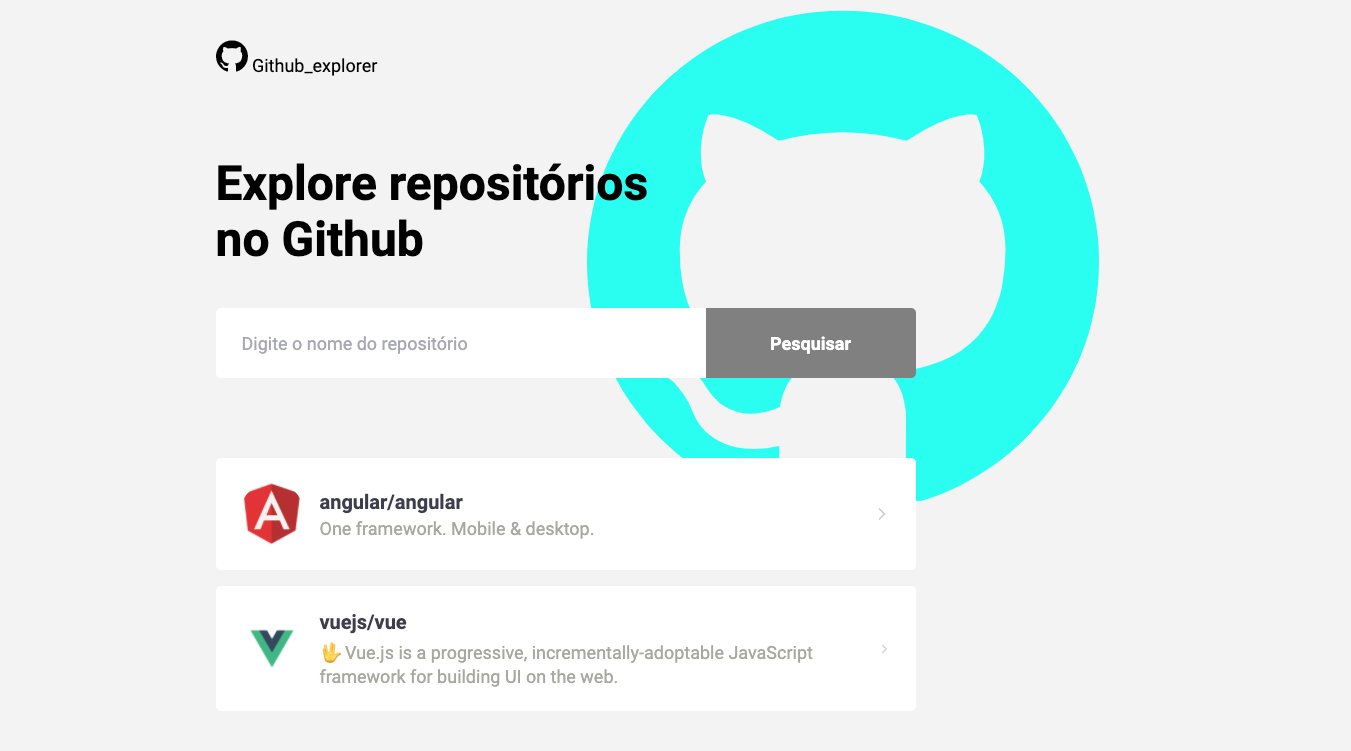 Github_explorer
Explore repositórios
no Github
Digite o nome do repositório
Pesquisar
angular/angular
One framework. Mobile & desktop.
vuejs/vue
🖖 Vue.js is a progressive, incrementally-adoptable JavaScript
framework for building UI on the web.